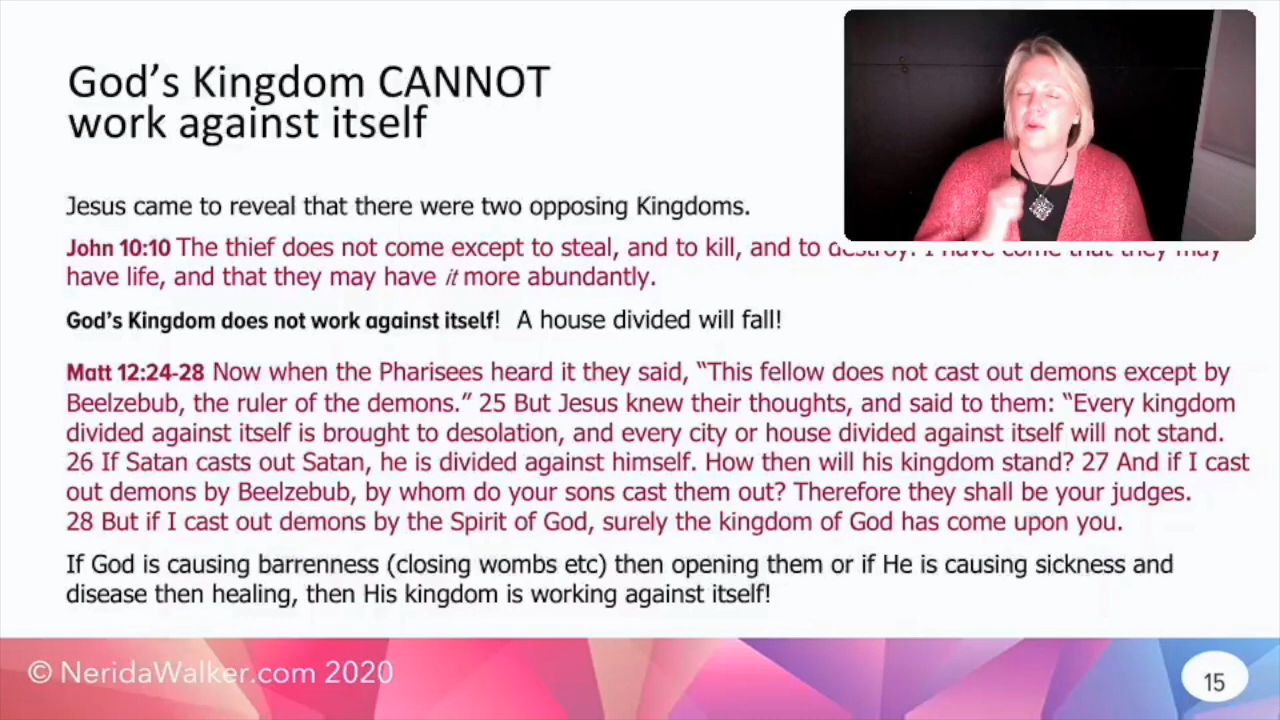 God's Kingdom CANNOT
work against itself
Jesus came to reveal that there were two opposing Kingdoms.
John 10:10 The thief does not come except to steal, and to kill, and to destroy. I have come that they may
have life, and that they may have it more abundantly.
God's Kingdom does not work against itself! A house divided will fall!
Matt 12:24-28 Now when the Pharisees heard it they said, “This fellow does not cast out demons except by
Beelzebub, the ruler of the demons.” 25 But Jesus knew their thoughts, and said to them: “Every kingdom
divided against itself is brought to desolation, and every city or house divided against itself will not stand.
26 If Satan casts out Satan, he is divided against himself. How then will his kingdom stand? 27 And if I cast
out demons by Beelzebub, by whom do your sons cast them out? Therefore they shall be your judges.
28 But if I cast out demons by the Spirit of God, surely the kingdom of God has come upon you.
If God is causing barrenness (closing wombs etc) then opening them or if He is causing sickness and
disease then healing, then His kingdom is working against itself!
© NeridaWalker.com 2020
15